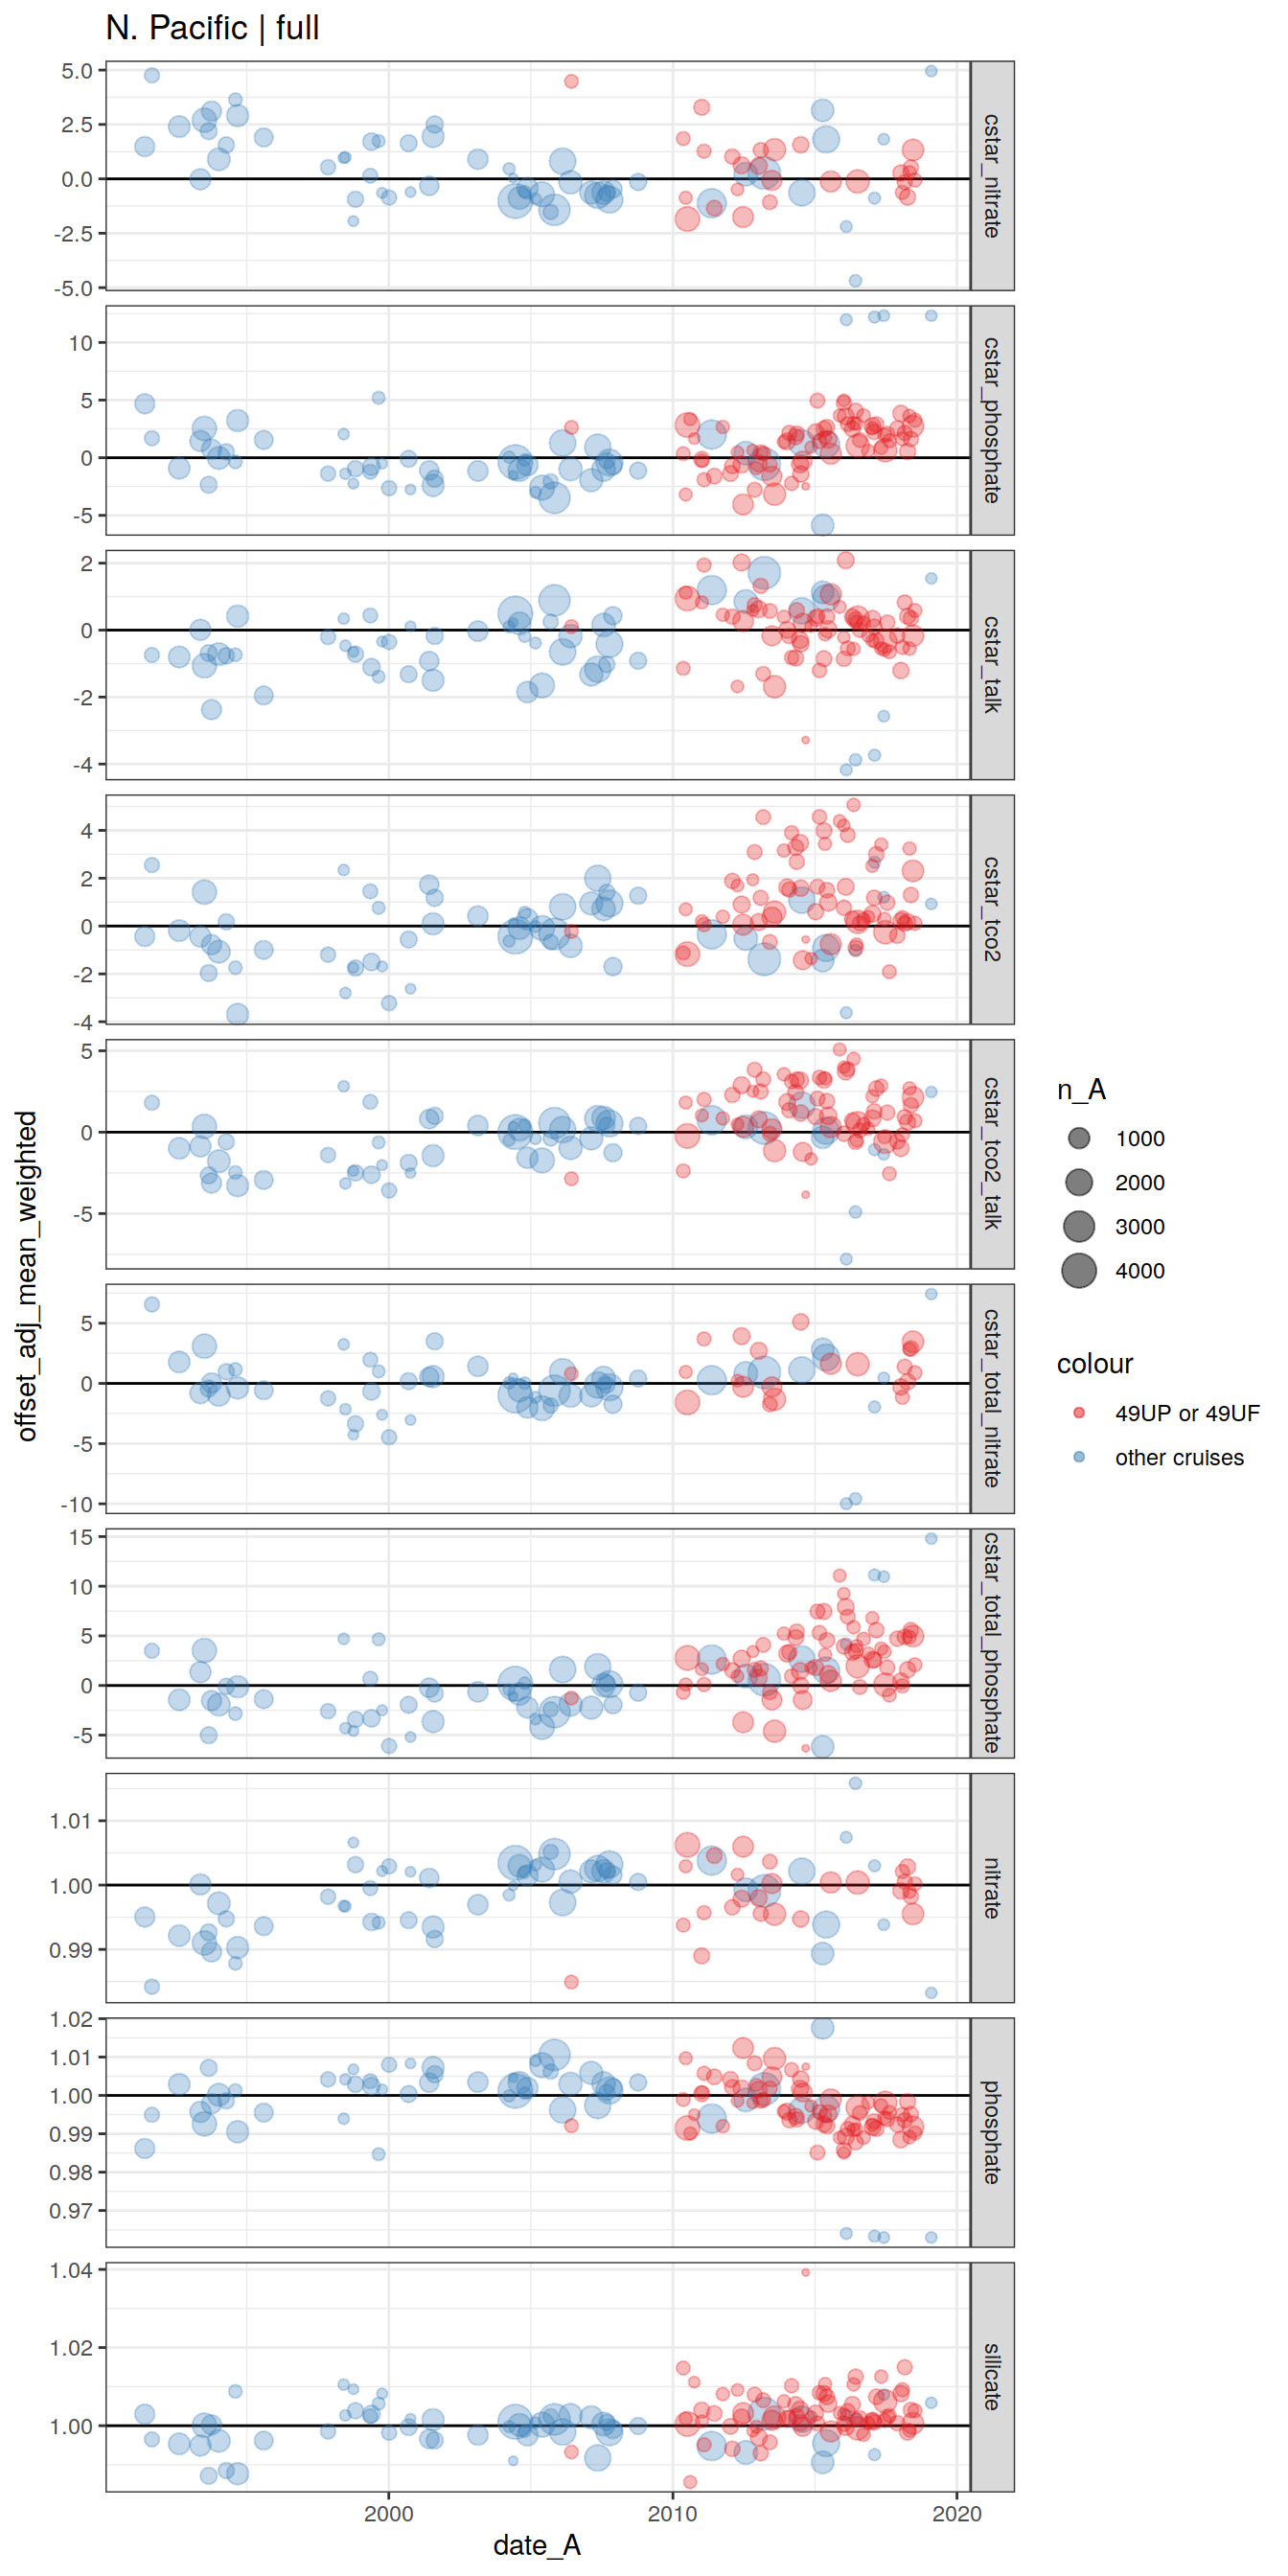 N. Pacific | full
5.0
2.5
0.0
-2.5
-5.0
cstar_nitrate
10
5
0
-5
cstar_phosphate
2
0
-2
-4
cstar_talk
4
2
0
-2
-4
cstar_tco2
5
0
-5
cstar_tco2_talk
5
0
-5
-10
cstar_total_nitrate
15
10
5
0
-5
cstar_total_phosphate
1.01
1.00
0.99
nitrate
1.02
1.01
1.00
0.99
0.98
0.97
phosphate
1.04
1.02
1.00
silicate
2000
2010
2020
date_A
offset_adj_mean_weighted
n_A
1000
2000
3000
4000
colour
49UP or 49UF
other cruises